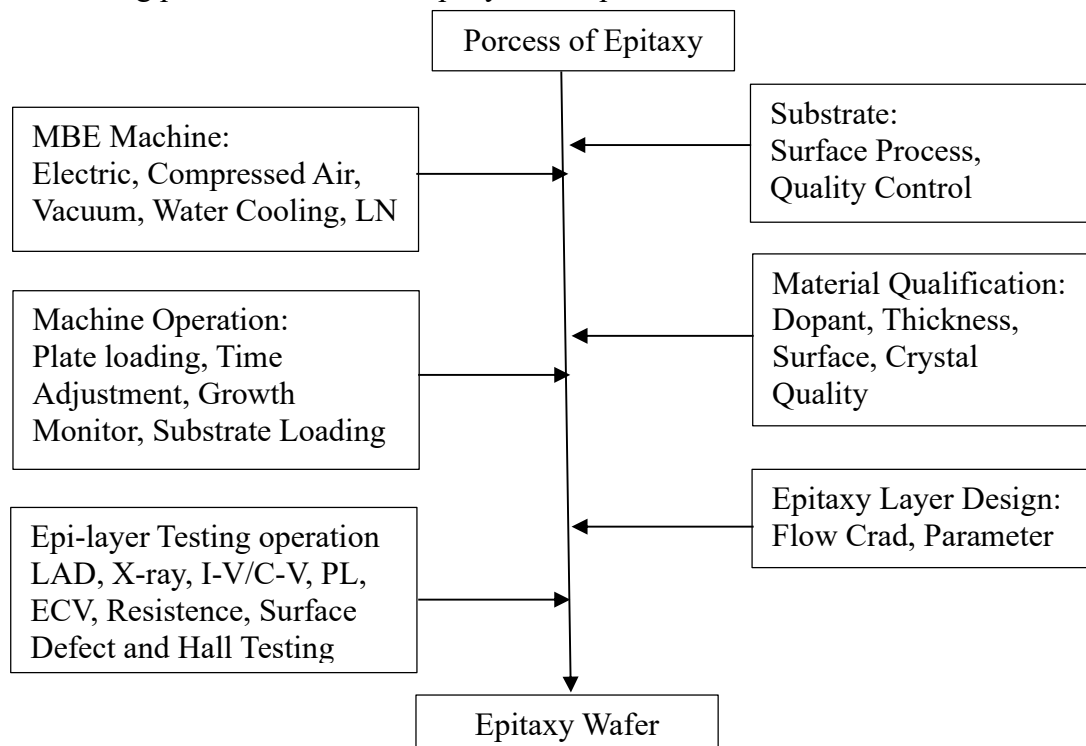 Porcess of Epitaxy
MBE Machine:
Electric, Compressed Air,
Vacuum, Water Cooling, LN
Substrate:
Surface Process,
Quality Control
Machine Operation:
Plate loading, Time
Adjustment, Growth
Monitor, Substrate Loading
Material Qualification:
Dopant, Thickness,
Surface, Crystal
Quality
Epi-layer Testing operation
LAD, X-ray, I-V/C-V, PL,
ECV, Resistence, Surface
Defect and Hall Testing
Epitaxy Layer Design:
Flow Crad, Parameter
Epitaxy Wafer